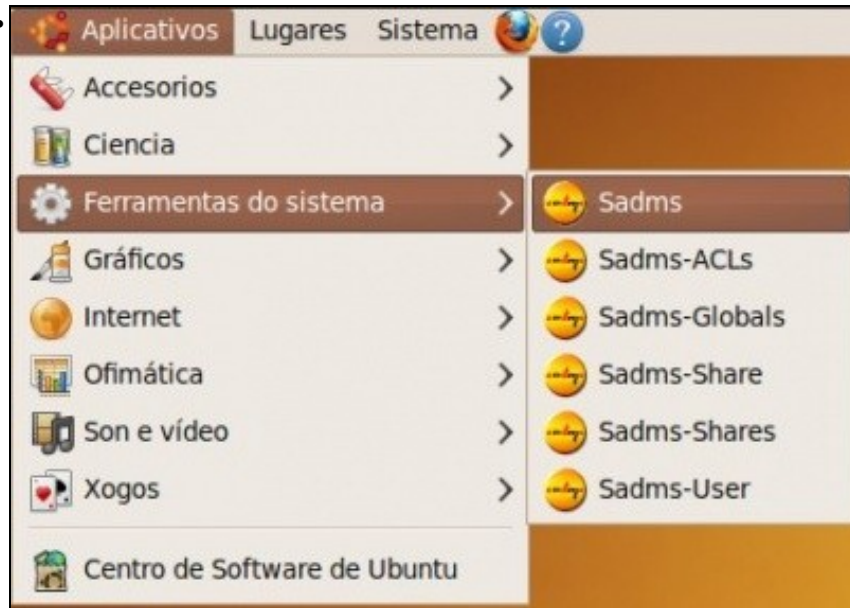 Aplicativos Lugares Sistema
Accesorios
Ciencia
Ferramentas do sistema
Gráficos
Internet
Ofimática
Son e vídeo
Xogos
Centro de Software de Ubuntu
Sadms
Sadms-ACLs
Sadms-Globals
Sadms-Share
Sadms-Shares
Sadms-User